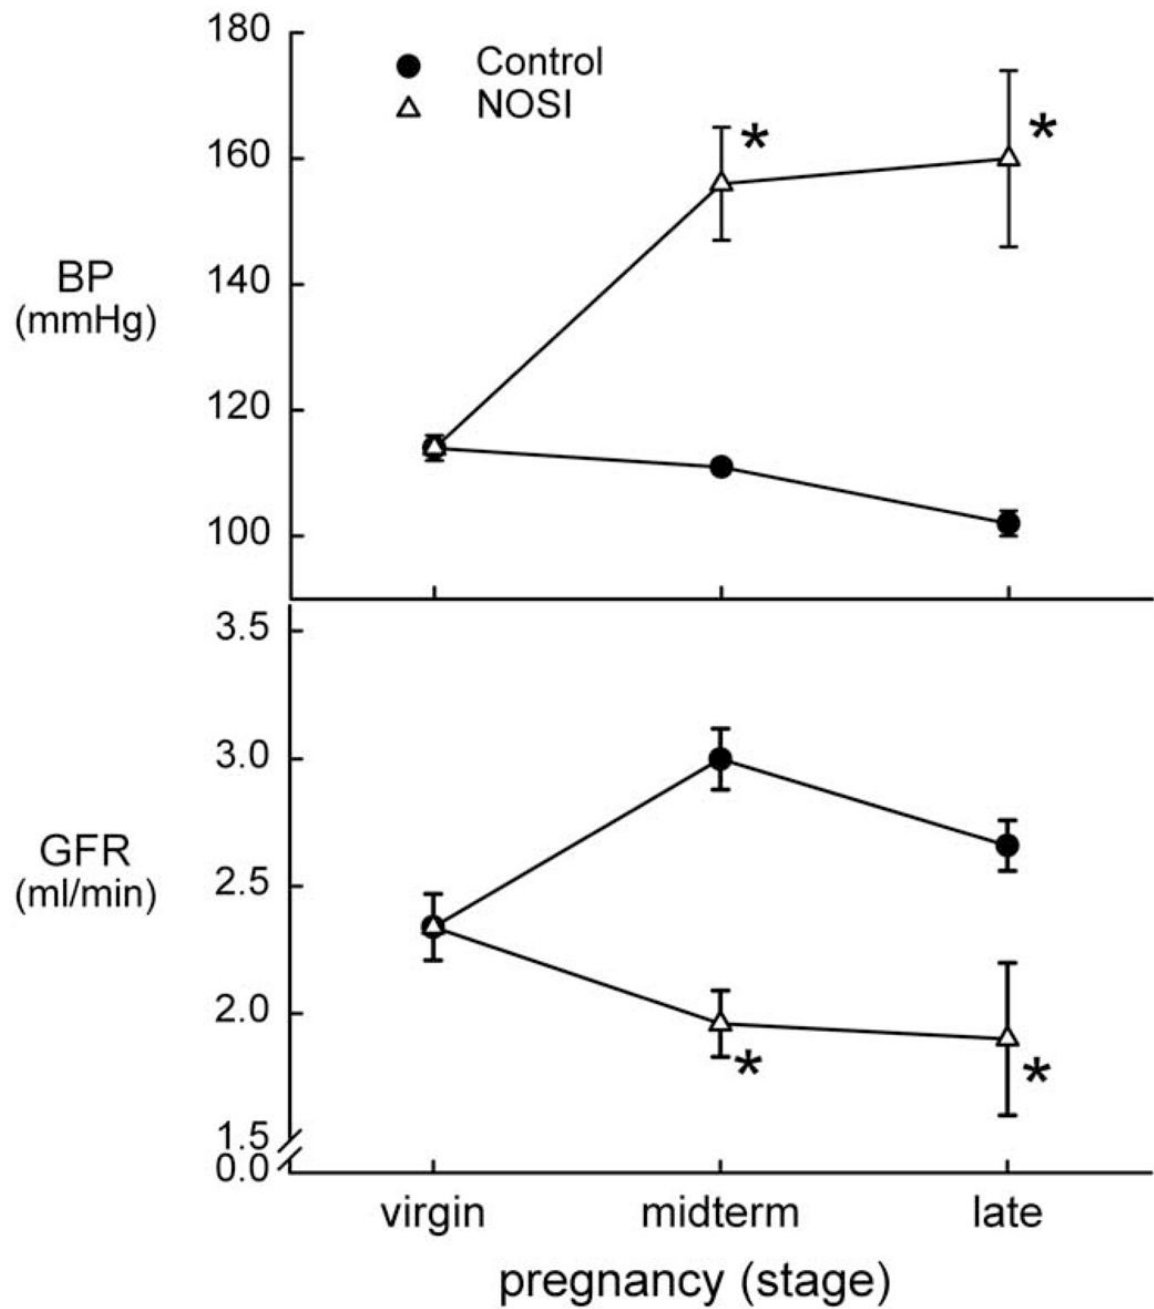 180
Control
NOSI
160
*
*
140
BP
(mmHg)
120
100
3.5
3.0
GFR
(ml/min)
2.5
2.0
*
*
1.5
0.0
virgin midterm late
pregnancy (stage)